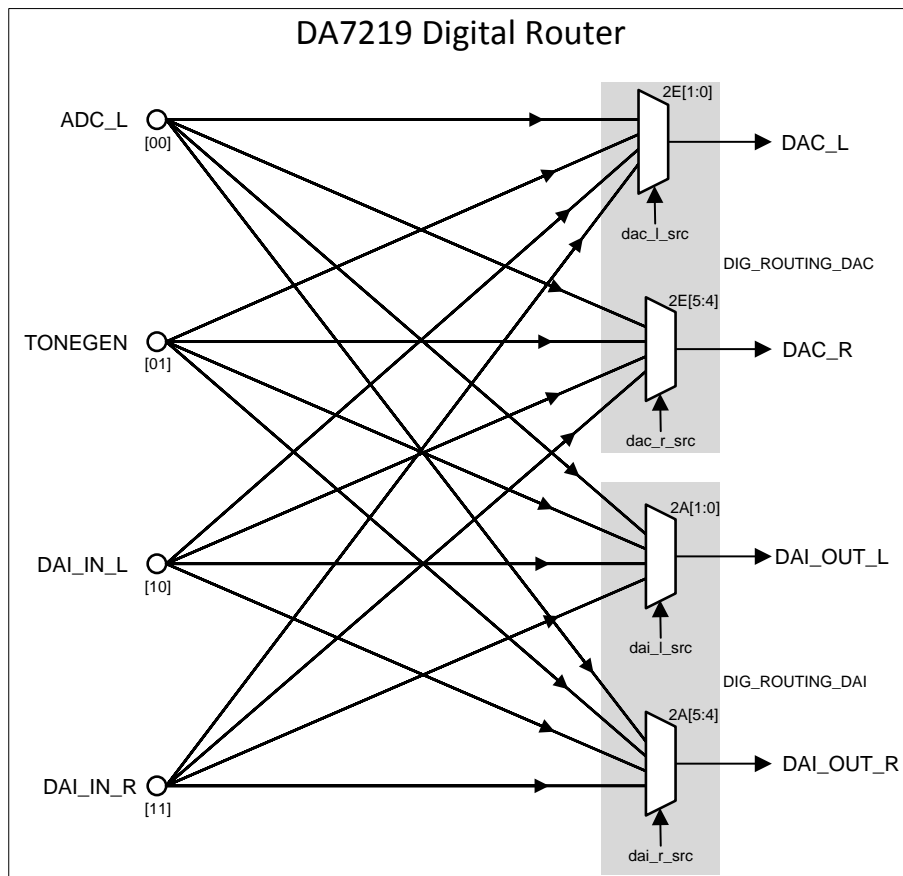 DA7219 Digital Router
2E[1:0]
ADC_L
[00]
DAC_L
dac_l_src
DIG_ROUTING_DAC
2E[5:4]
TONEGEN
[01]
DAC_R
dac_r_src
2A[1:0]
DAI_IN_L
[10]
DAI_OUT_L
dai_l_src
DIG_ROUTING_DAI
2A[5:4]
DAI_IN_R
[11]
DAI_OUT_R
dai_r_src